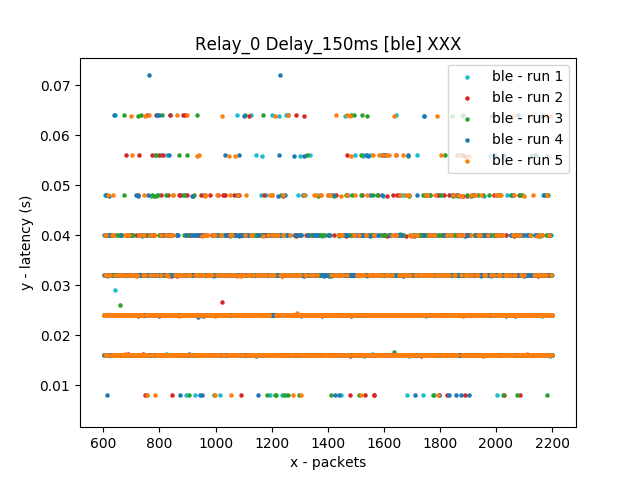 Relay_0 Delay_150ms [ble] XXX
y - latency (s)
0.07
0.06
0.05
0.04
0.03
0.02
0.01
ble - run 1
ble - run 2
ble - run 3
ble - run 4
ble - run 5
600 800 1000 1200 1400 1600 1800 2000 2200
x - packets